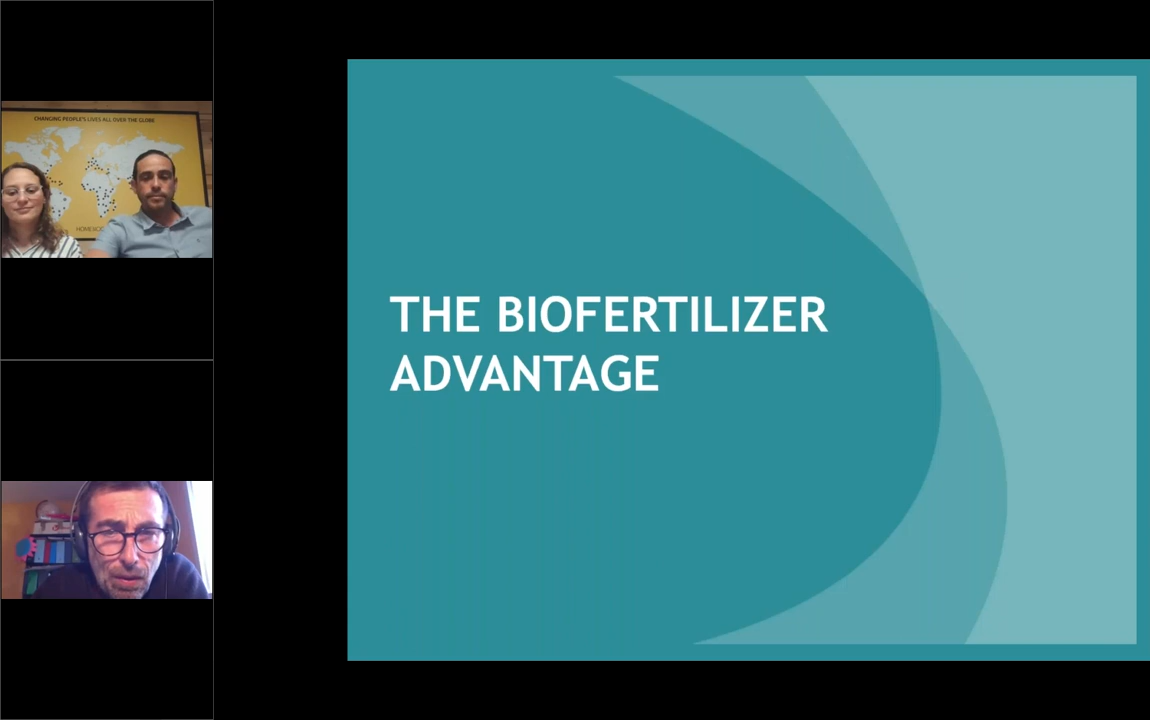 CHANGING PEOPLE'S LIVES ALL OVER THE GLOBE
THE BIOFERTILIZER
ADVANTAGE